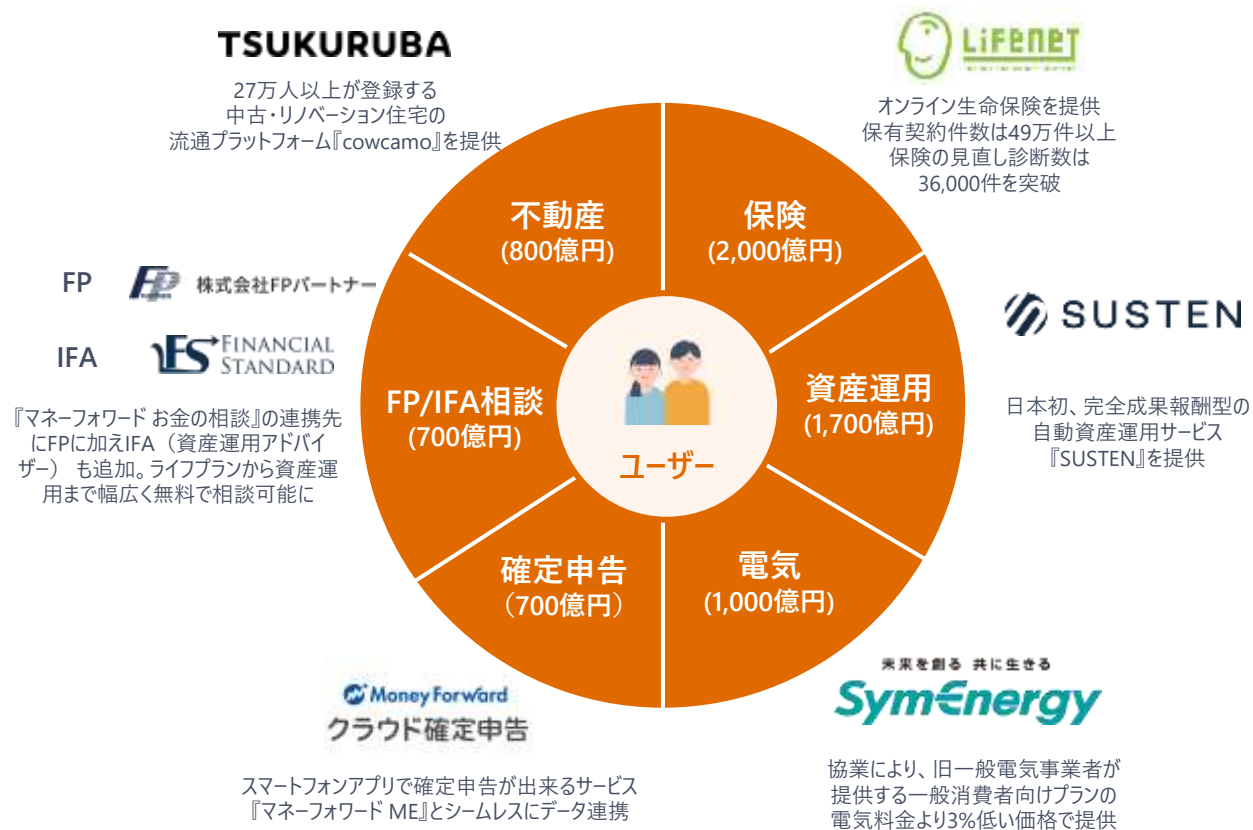 TSUKURUBA
27万人以上が登録する
中古・リノベーション住宅の
流通プラットフォーム『cowcamo』を提供
LiFENET
オンライン生命保険を提供
保有契約件数は49万件以上
保険の見直し診断数は
36,000件を突破
不動産
(800億円)
保険
(2,000億円)
FP
株式会社FPパートナー
IFA
FINANCIAL
STANDARD
『マネーフォワード お金の相談』の連携先
にFPに加えIFA（資産運用アドバイ
ザー） も追加。ライフプランから資産運
用まで幅広く無料で相談可能に
FP/IFA相談
(700億円)
ユーザー
資産運用
(1,700億円)
SUSTEN
日本初、完全成果報酬型の
自動資産運用サービス
『SUSTEN』を提供
確定申告
（700億円）
電気
(1,000億円)
Money Forward
クラウド確定申告
スマートフォンアプリで確定申告が出来るサービス
『マネーフォワード ME』とシームレスにデータ連携
未来を創る 共に生きる
SymEnergy
協業により、旧一般電気事業者が
提供する一般消費者向けプランの
電気料金より3%低い価格で提供